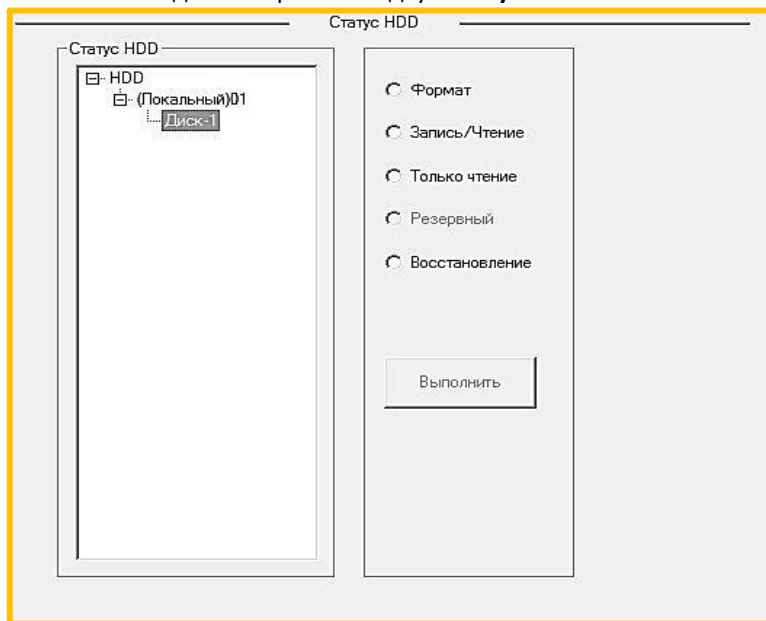 Статус HDD
Статус HDD
HDD
(Локальный)01
Диск-1
Формат
Запись/Чтение
Только чтение
Резервный
Восстановление
Выполнить